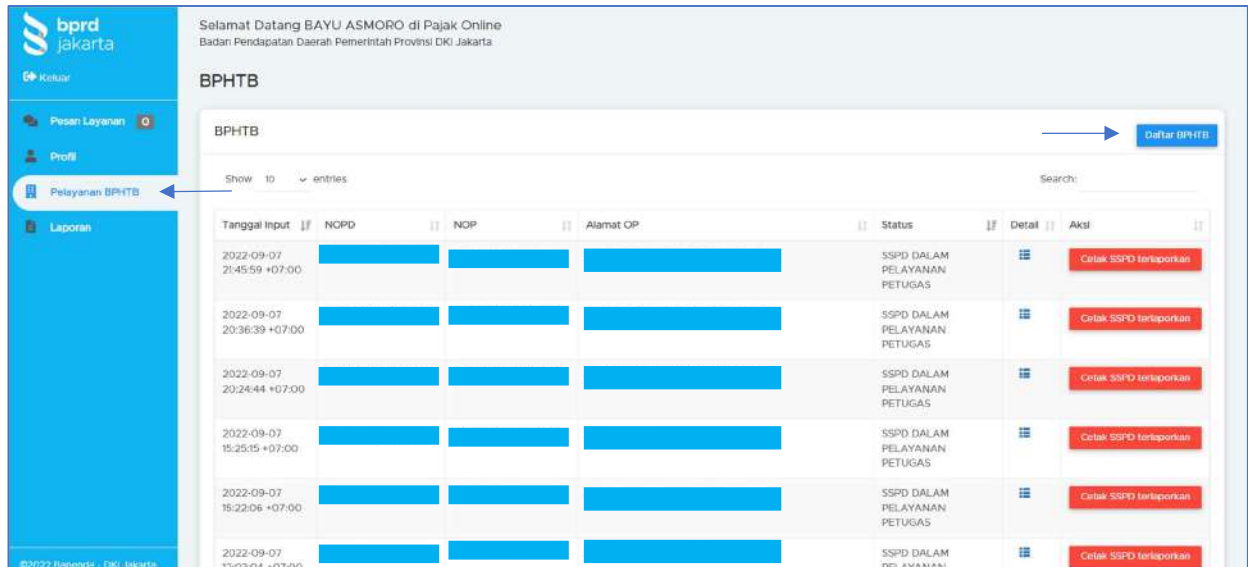 bprd
jakarta
Keluar
Pesan Layanan 0
Profil
Pelayanan BPHTB
Laporan
©2022 Bapenda - DKI Jakarta
Selamat Datang BAYU ASMORO di Pajak Online
Badan Pendapatan Daerah Pemerintah Provinsi DKI Jakarta
BPHTB
BPHTB
Daftar BPHTB
Show 10 entries
Search:
Tanggal Input NOPD NOP Alamat OP Status Detail Aksi
2022-09-07
21:45:59 +07:00
SSPD DALAM
PELAYANAN
PETUGAS
Cetak SSPD terlaporkan
2022-09-07
20:36:39 +07:00
SSPD DALAM
PELAYANAN
PETUGAS
Cetak SSPD terlaporkan
2022-09-07
20:24:44 +07:00
SSPD DALAM
PELAYANAN
PETUGAS
Cetak SSPD terlaporkan
2022-09-07
15:25:15 +07:00
SSPD DALAM
PELAYANAN
PETUGAS
Cetak SSPD terlaporkan
2022-09-07
15:22:06 +07:00
SSPD DALAM
PELAYANAN
PETUGAS
Cetak SSPD terlaporkan
2022-09-07
SSPD DALAM
PELAYANAN
Cetak SSPD terlaporkan